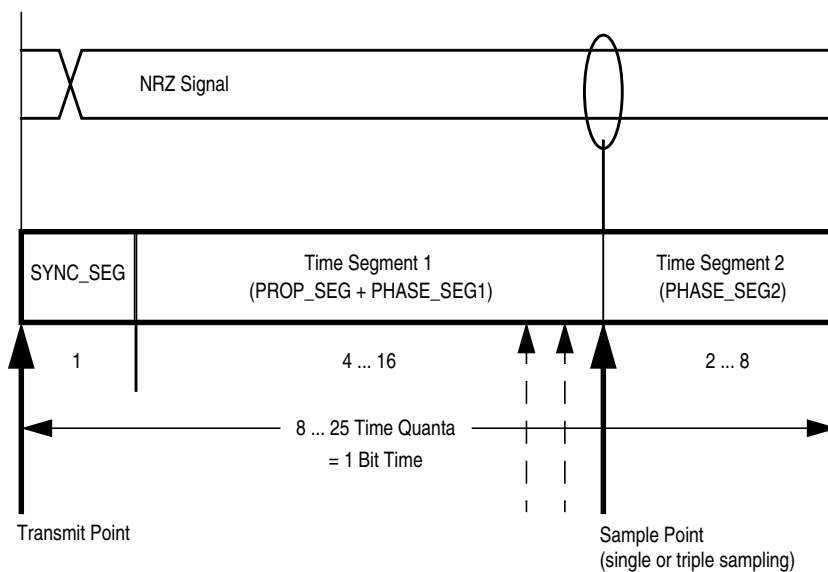 NRZ Signal
SYNC_SEG
Time Segment 1
(PROP_SEG + PHASE_SEG1)
Time Segment 2
(PHASE_SEG2)
1
4 ... 16
2 ... 8
8 ... 25 Time Quanta
= 1 Bit Time
Transmit Point
Sample Point
(single or triple sampling)